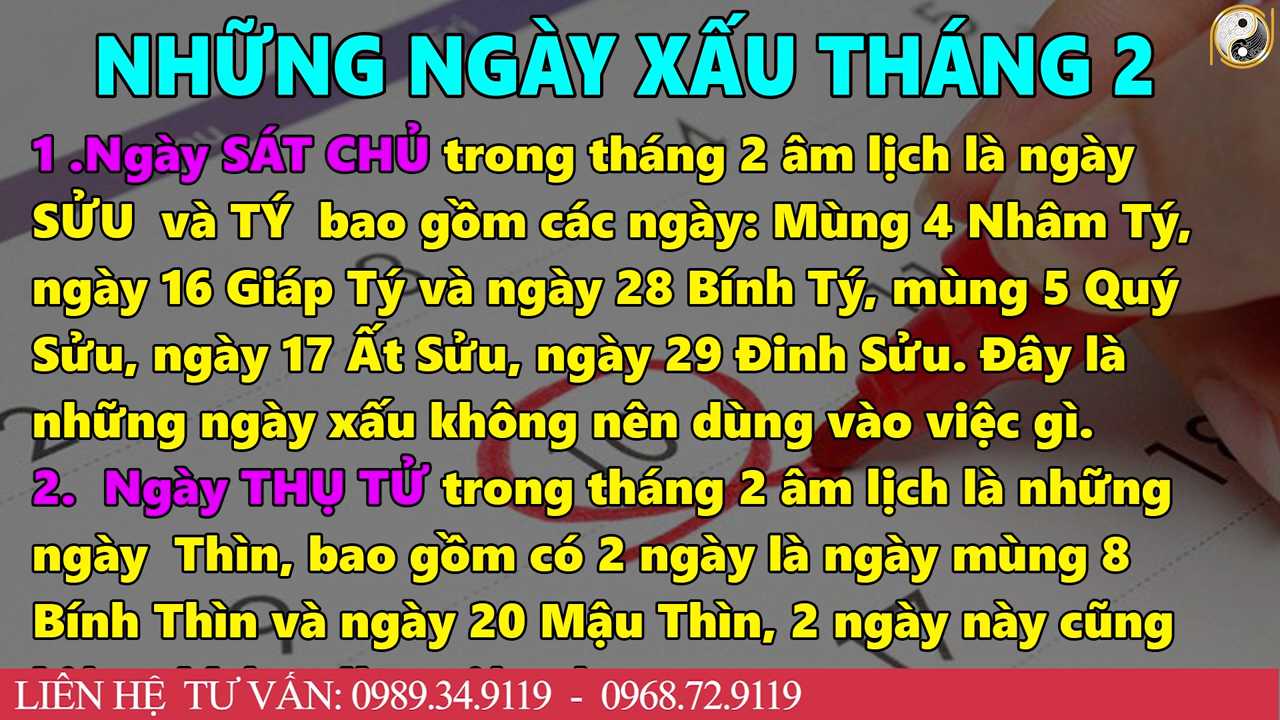 NHỮNG NGÀY XẤU THÁNG 2
1 .Ngày SÁT CHỦ trong tháng 2 âm lịch là ngày
SỬU và TÝ bao gồm các ngày: Mùng 4 Nhâm Tý,
ngày 16 Giáp Tý và ngày 28 Bính Tý, mùng 5 Quý
Sửu, ngày 17 Ất Sửu, ngày 29 Đinh Sửu. Đây là
những ngày xấu không nên dùng vào việc gì.
2. Ngày THỤ TỬ trong tháng 2 âm lịch là những
ngày Thìn, bao gồm có 2 ngày là ngày mùng 8
Bính Thìn và ngày 20 Mậu Thìn, 2 ngày này cũng
LIÊN HỆ TƯ VẤN: 0989.34.9119 - 0968.72.9119